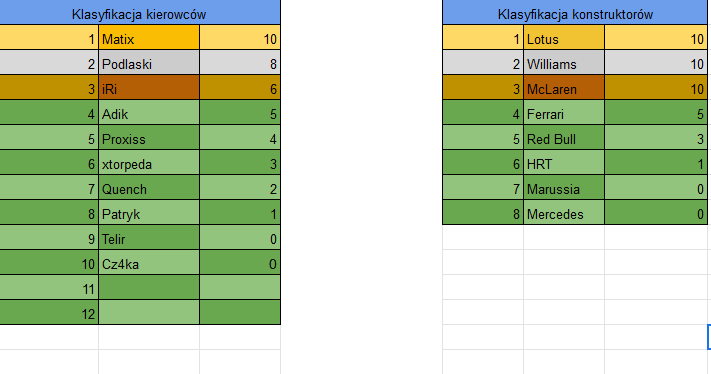 Klasyfikacja kierowców
1 Matix 10
2 Podlaski 8
3 iRi 6
4 Adik 5
5 Proxiss 4
6 xtorpeda 3
7 Quench 2
8 Patryk 1
9 Telir 0
10 Cz4ka 0
11
12
Klasyfikacja konstruktorów
1 Lotus 10
2 Williams 10
3 McLaren 10
4 Ferrari 5
5 Red Bull 3
6 HRT 1
7 Marussia 0
8 Mercedes 0